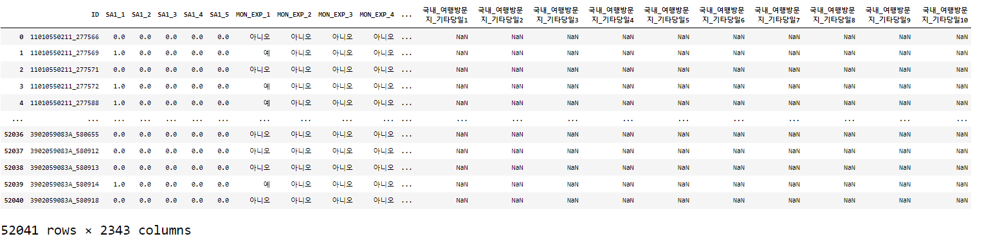 ID SA1_1 SA1_2 SA1_3 SA1_4 SA1_5 MON_EXP_1 MON_EXP_2 MON_EXP_3 MON_EXP_4 ... 국내_여행방문지_기타당일1 국내_여행방문지_기타당일2 국내_여행방문지_기타당일3 국내_여행방문지_기타당일4 국내_여행방문지_기타당일5 국내_여행방문지_기타당일6 국내_여행방문지_기타당일7 국내_여행방문지_기타당일8 국내_여행방문지_기타당일9 국내_여행방문지_기타당일10
0 11010550211_277566 0.0 0.0 0.0 0.0 0.0 아니오 아니오 아니오 아니오 ... NaN NaN NaN NaN NaN NaN NaN NaN NaN NaN
1 11010550211_277569 1.0 0.0 0.0 0.0 0.0 예 아니오 아니오 아니오 ... NaN NaN NaN NaN NaN NaN NaN NaN NaN NaN
2 11010550211_277571 0.0 0.0 0.0 0.0 0.0 아니오 아니오 아니오 아니오 ... NaN NaN NaN NaN NaN NaN NaN NaN NaN NaN
3 11010550211_277572 1.0 0.0 0.0 0.0 0.0 예 아니오 아니오 아니오 ... NaN NaN NaN NaN NaN NaN NaN NaN NaN NaN
4 11010550211_277588 1.0 0.0 0.0 0.0 0.0 예 아니오 아니오 아니오 ... NaN NaN NaN NaN NaN NaN NaN NaN NaN NaN
... ... ... ... ... ... ... ... ... ... ... ... ... ... ... ... ... ... ... ... ... ...
52036 3902059083A_580655 0.0 0.0 0.0 0.0 0.0 아니오 아니오 아니오 아니오 ... NaN NaN NaN NaN NaN NaN NaN NaN NaN NaN
52037 3902059083A_580912 0.0 0.0 0.0 0.0 0.0 아니오 아니오 아니오 아니오 ... NaN NaN NaN NaN NaN NaN NaN NaN NaN NaN
52038 3902059083A_580913 0.0 0.0 0.0 0.0 0.0 아니오 아니오 아니오 아니오 ... NaN NaN NaN NaN NaN NaN NaN NaN NaN NaN
52039 3902059083A_580914 1.0 0.0 0.0 0.0 0.0 예 아니오 아니오 아니오 ... NaN NaN NaN NaN NaN NaN NaN NaN NaN NaN
52040 3902059083A_580918 0.0 0.0 0.0 0.0 0.0 아니오 아니오 아니오 아니오 ... NaN NaN NaN NaN NaN NaN NaN NaN NaN NaN
52041 rows × 2343 columns